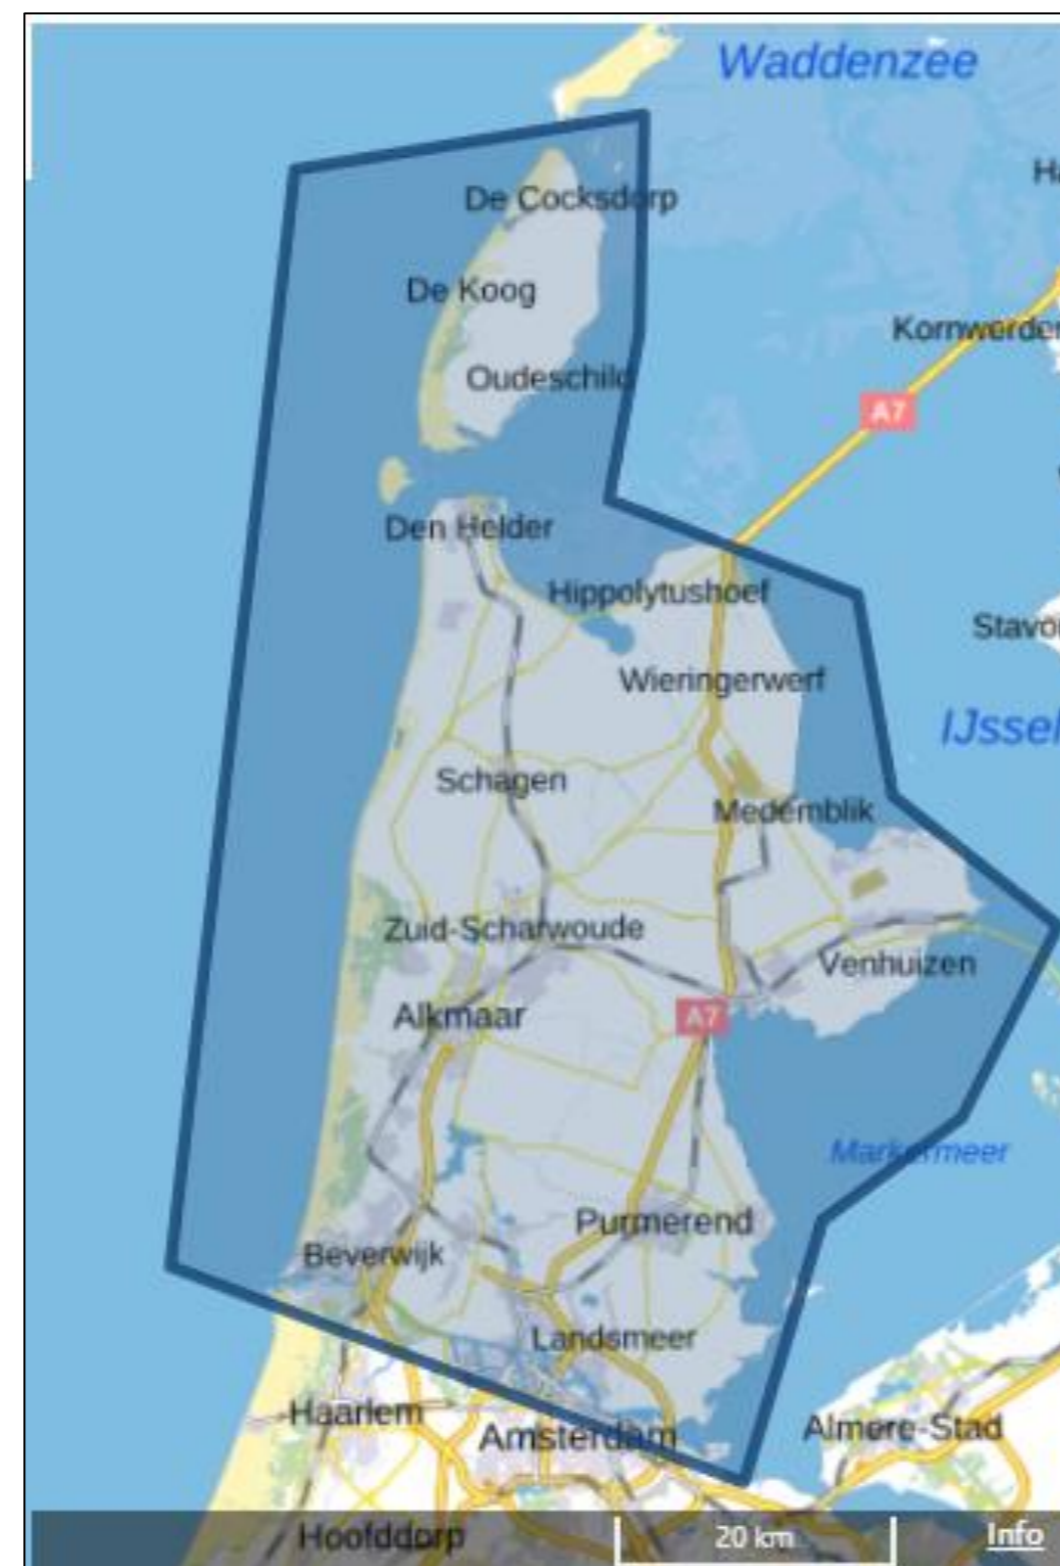 Waddenzee
De Cocksdorp
De Koog
Kornwerder
Oudeschild
A7
Den Helder
Hippolytushoef
Stavo
Wieringerwerf
IJssel
Schagen
Medemblik
Zuid-Scharwoude
Venhuizen
Alkmaar
A7
Markermeer
Purmerend
Beverwijk
Landsmeer
Haarlem
Amsterdam
Almere-Stad
Hoofddorp
20 km
Info